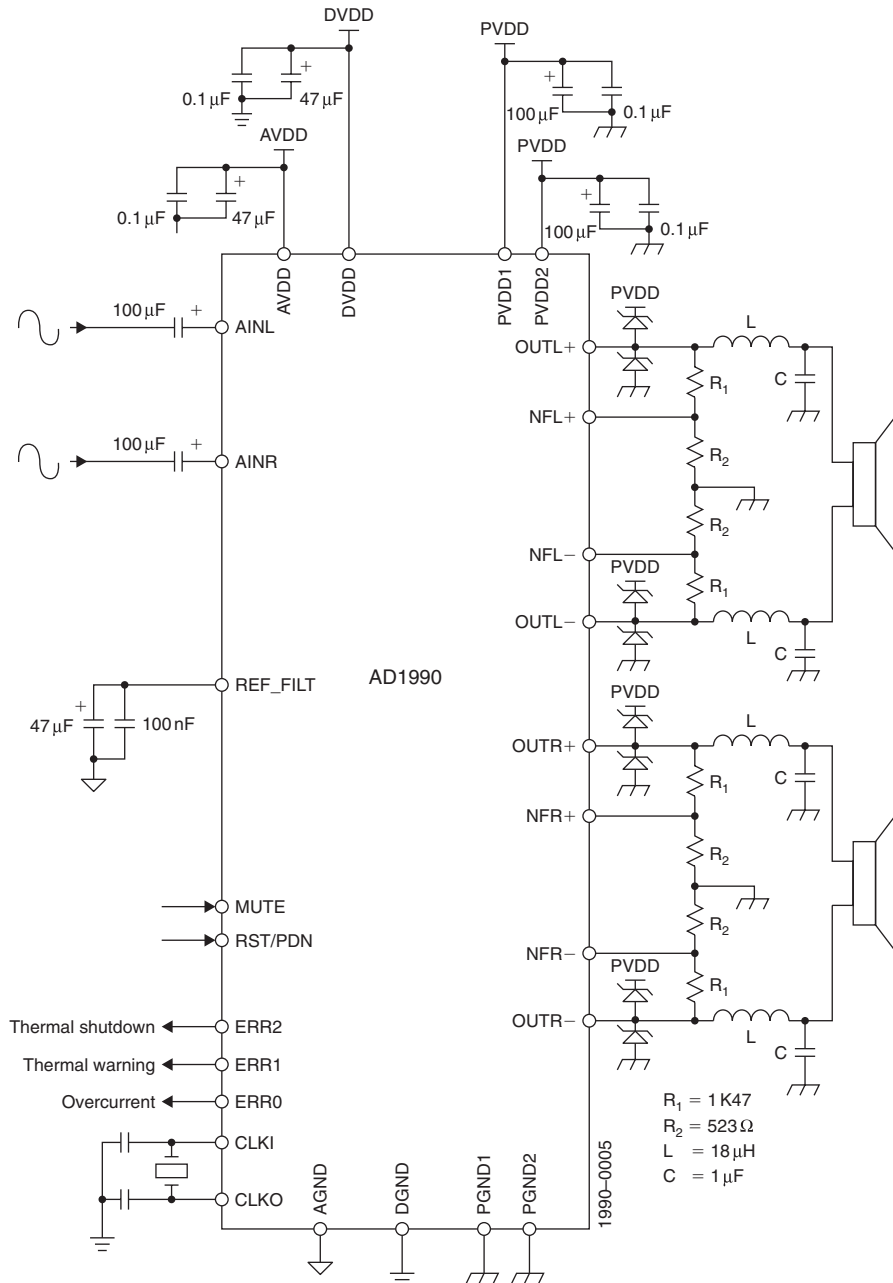 DVDD
PVDD
0.1 µF
47 µF
+
100 µF
+
0.1 µF
AVDD
PVDD
0.1 µF
47 µF
+
100 µF
+
0.1 µF
AVDD
DVDD
PVDD1
PVDD2
100 µF
+
AINL
100 µF
+
AINR
PVDD
OUTL+
L
C
R1
NFL+
R2
R2
NFL−
PVDD
R1
OUTL−
L
C
REF_FILT
AD1990
+
47 µF
100 nF
PVDD
OUTR+
L
C
R1
NFR+
R2
R2
NFR−
PVDD
R1
OUTR−
L
C
MUTE
RST/PDN
Thermal shutdown
ERR2
Thermal warning
ERR1
Overcurrent
ERR0
CLKI
CLKO
AGND
DGND
PGND1
PGND2
1990–0005
R1 = 1 K47
R2 = 523 Ω
L = 18 µH
C = 1 µF